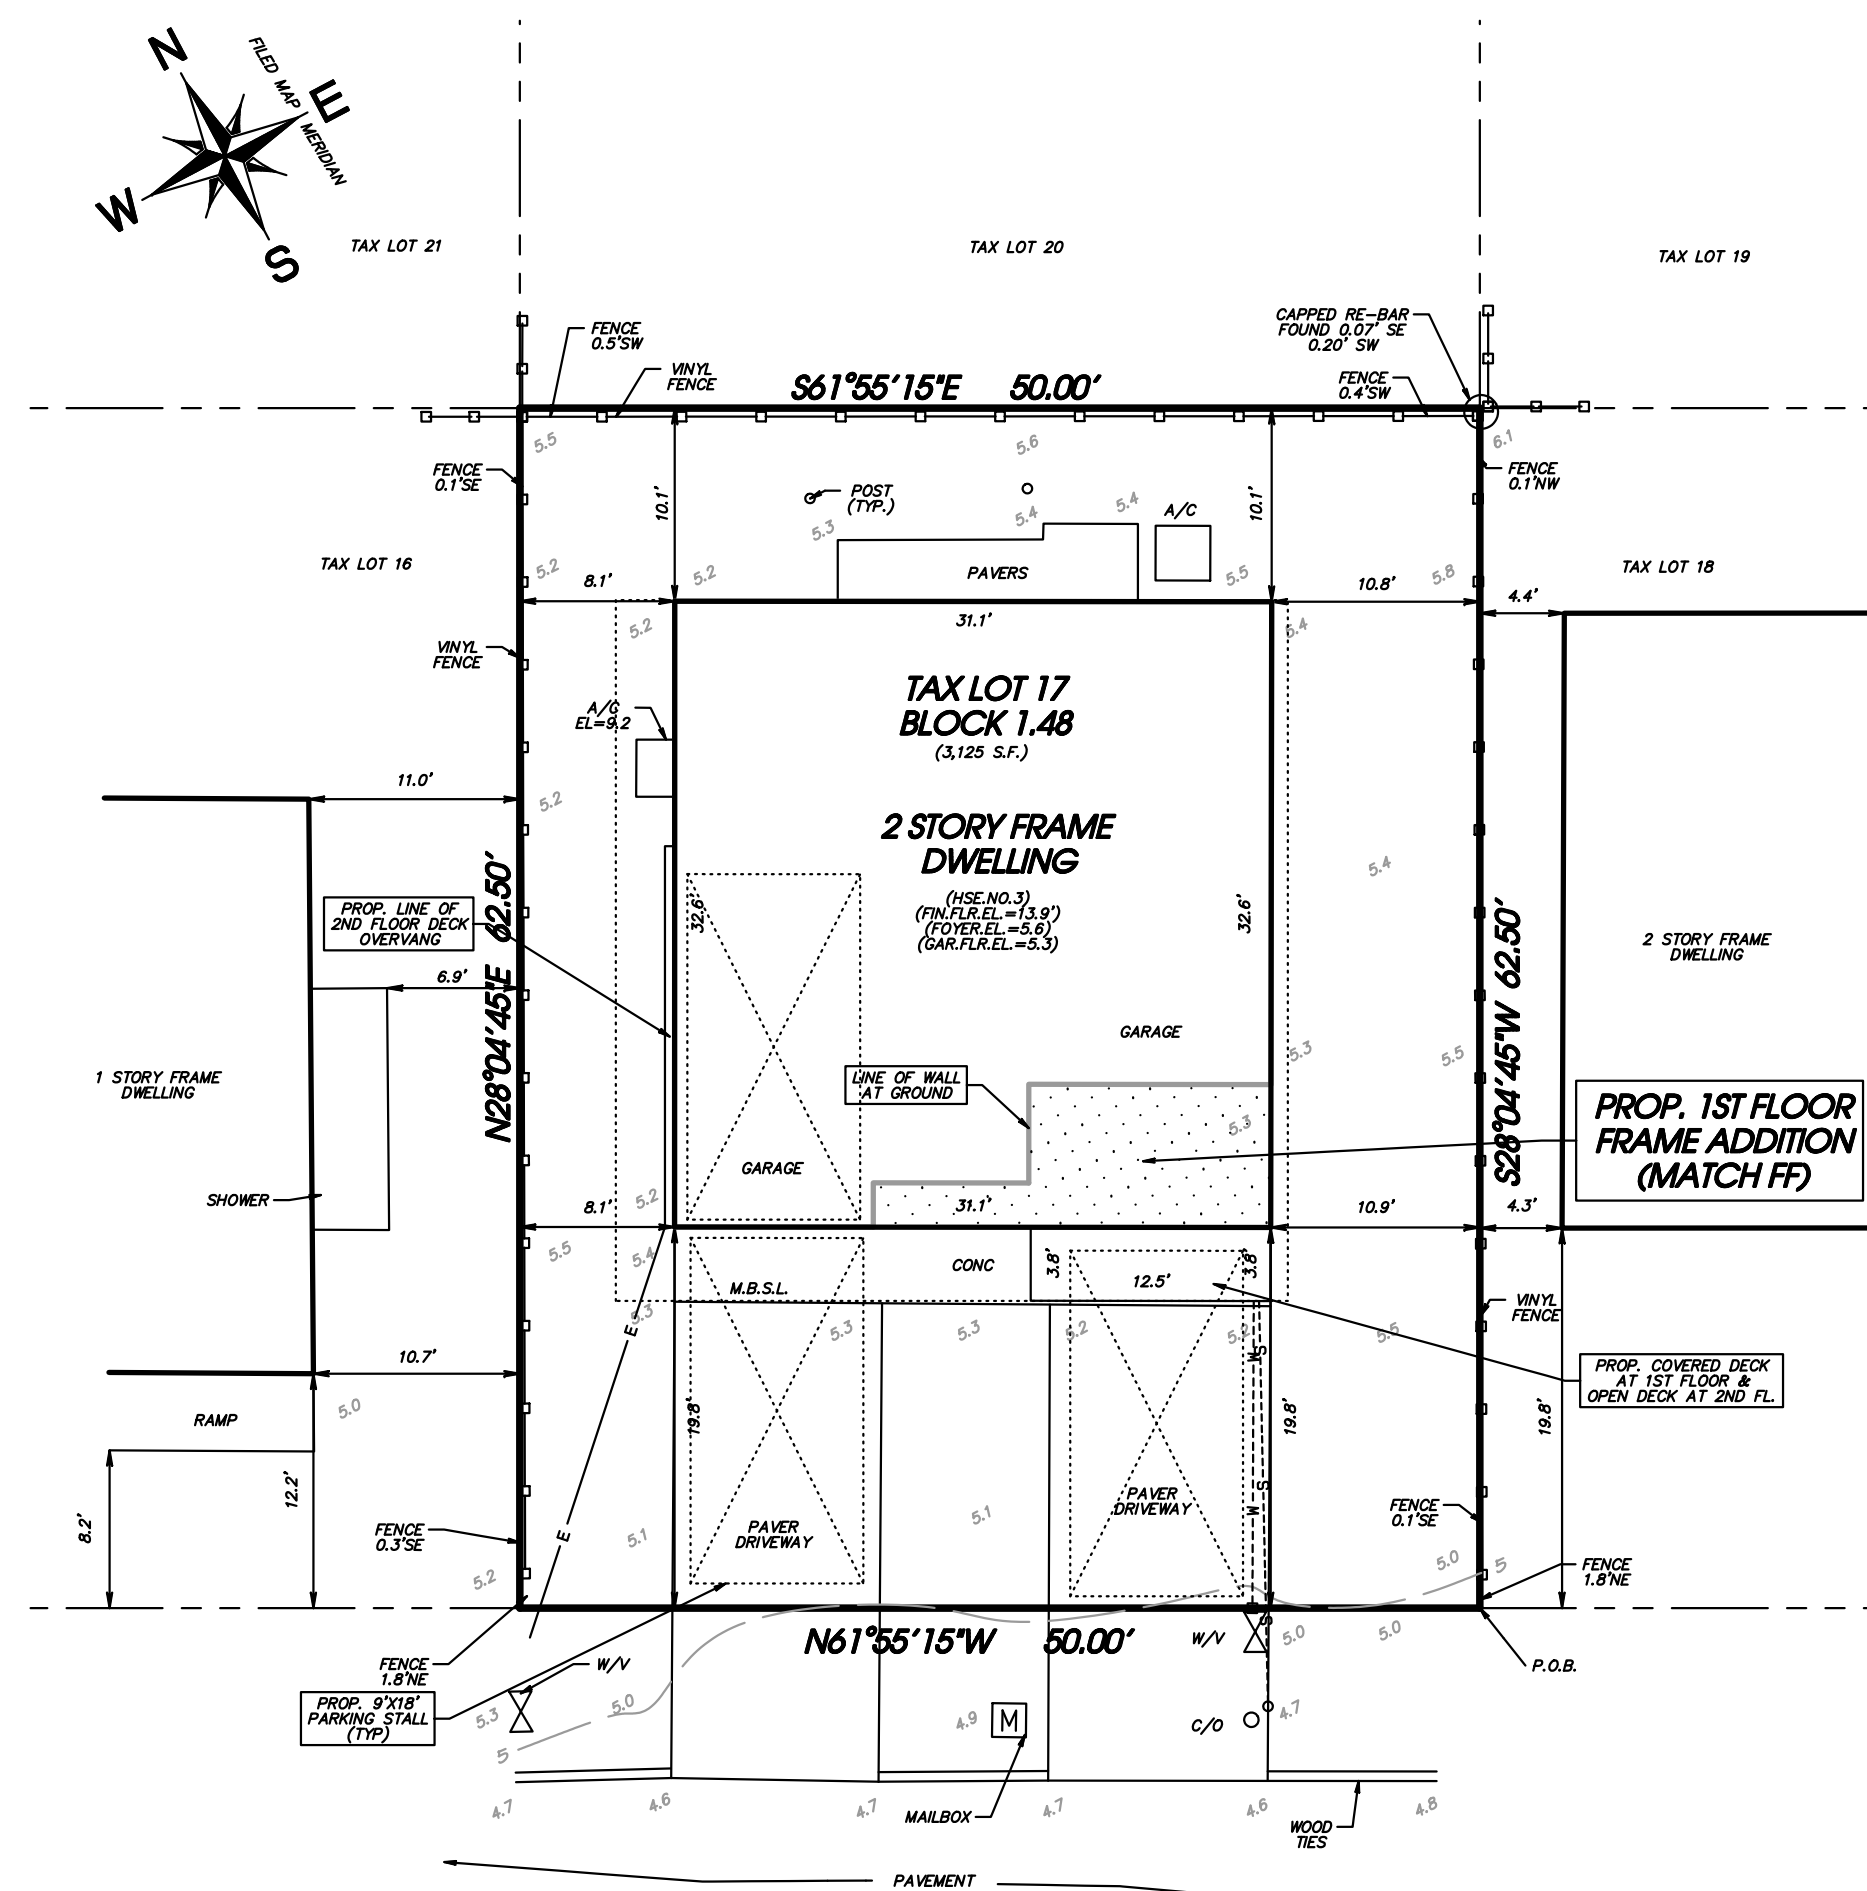 N
E
W
S
FILED MAP MERIDIAN
TAX LOT 21
TAX LOT 20
TAX LOT 19
FENCE
0.5'SW
VINYL
FENCE
S61°55'15"E 50.00'
CAPPED RE-BAR
FOUND 0.07' SE
0.20' SW
FENCE
0.4'SW
5.5
5.6
6.1
FENCE
0.1'SE
FENCE
0.1'NW
10.1'
POST
(TYP.)
5.3
5.4
5.4
A/C
10.1'
TAX LOT 16
5.2
8.1'
5.2
PAVERS
5.5
10.8'
5.8
TAX LOT 18
4.4'
5.2
31.1'
5.4
VINYL
FENCE
TAX LOT 17
BLOCK 1.48
(3,125 S.F.)
A/C
EL=9.2
11.0'
5.2
2 STORY FRAME
DWELLING
(HSE.NO.3)
(FIN.FLR.EL.=13.9')
(FOYER.EL.=5.6)
(GAR.FLR.EL.=5.3)
5.4
PROP. LINE OF
2ND FLOOR DECK
OVERVANG
N28°04'45"E 62.50'
32.6'
32.6'
S28°04'45"W 62.50'
2 STORY FRAME
DWELLING
6.9'
GARAGE
5.3
5.5
1 STORY FRAME
DWELLING
LINE OF WALL
AT GROUND
5.3
PROP. 1ST FLOOR
FRAME ADDITION
(MATCH FF)
GARAGE
SHOWER
8.1'
5.2
31.1'
10.9'
4.3'
5.5
5.4
CONC
3.8'
12.5'
3.8'
M.B.S.L.
5.3
E
5.3
5.3
5.2
5.2
5.5
VINYL
FENCE
10.7'
S
W
PROP. COVERED DECK
AT 1ST FLOOR &
OPEN DECK AT 2ND FL.
5.0
RAMP
19.8'
19.8'
19.8'
8.2'
12.2'
FENCE
0.3'SE
E
5.1
PAVER
DRIVEWAY
5.1
PAVER
DRIVEWAY
S
W
FENCE
0.1'SE
5.0
5
FENCE
1.8'NE
5.2
N61°55'15"W 50.00'
S
W/V
5.0
5.0
P.O.B.
FENCE
1.8'NE
W/V
PROP. 9'X18'
PARKING STALL
(TYP)
5.3
5.0
4.9
M
C/O
4.7
5
4.7
4.6
4.7
MAILBOX
4.7
4.6
4.8
WOOD
TIES
PAVEMENT